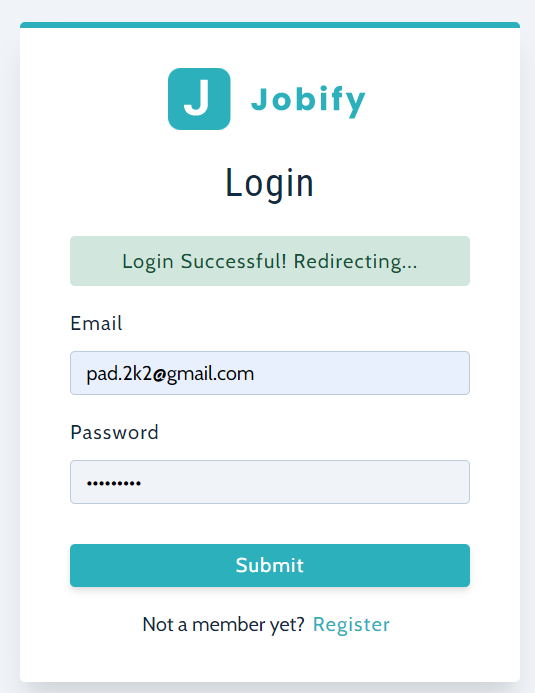 J Jobify
Login
Login Successful! Redirecting...
Email
pad.2k2@gmail.com
Password
•••••••••
Submit
Not a member yet? Register